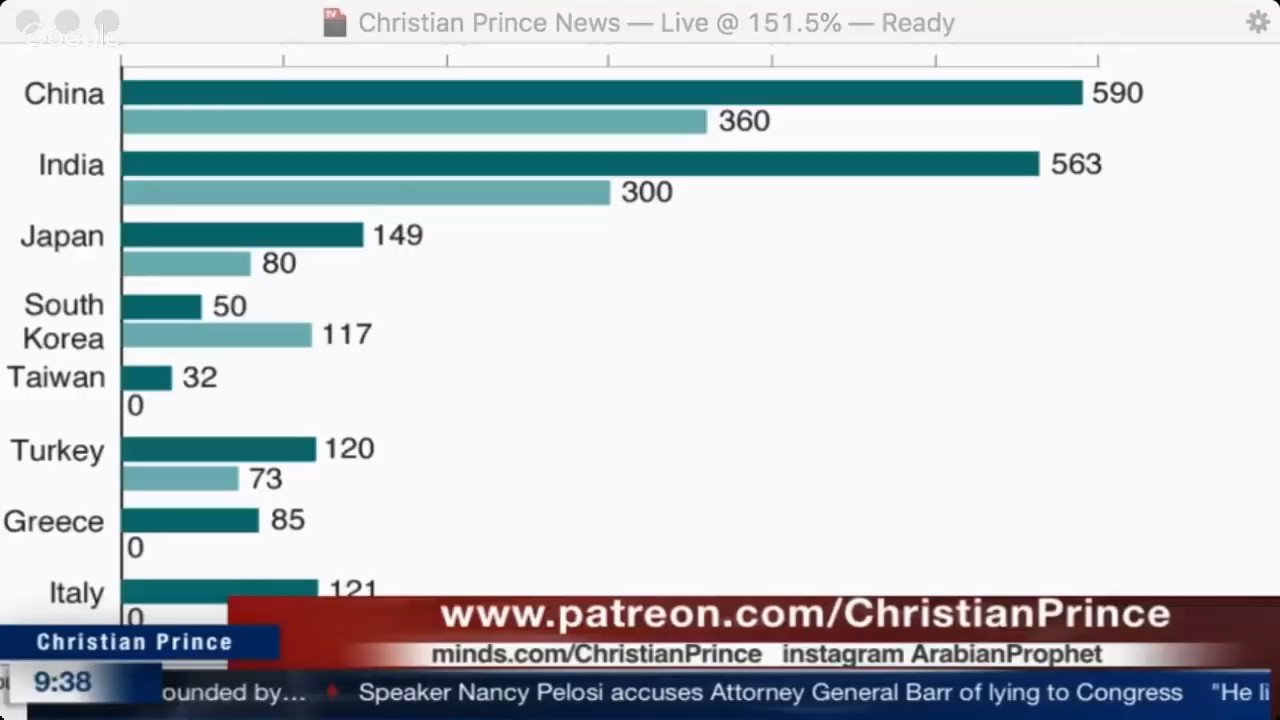 Christian Prince News — Live @ 151.5% — Ready
China 590
360
India 563
300
Japan 149
80
South Korea 50
117
Taiwan 32
0
Turkey 120
73
Greece 85
0
Italy 121
0
www.patreon.com/ChristianPrince
Christian Prince
minds.com/ChristianPrince instagram ArabianProphet
9:38
ounded by... ♦ Speaker Nancy Pelosi accuses Attorney General Barr of lying to Congress "He li